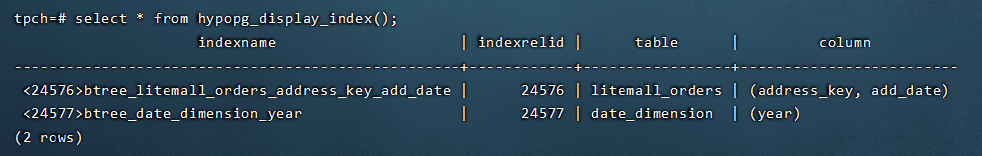 tpch=# select * from hypopg_display_index();
indexname | indexrelid | table | column
----------------------------------------------------+------------+-----------------+--------------------------
<24576>btree_litemall_orders_address_key_add_date | 24576 | litemall_orders | (address_key, add_date)
<24577>btree_date_dimension_year | 24577 | date_dimension | (year)
(2 rows)